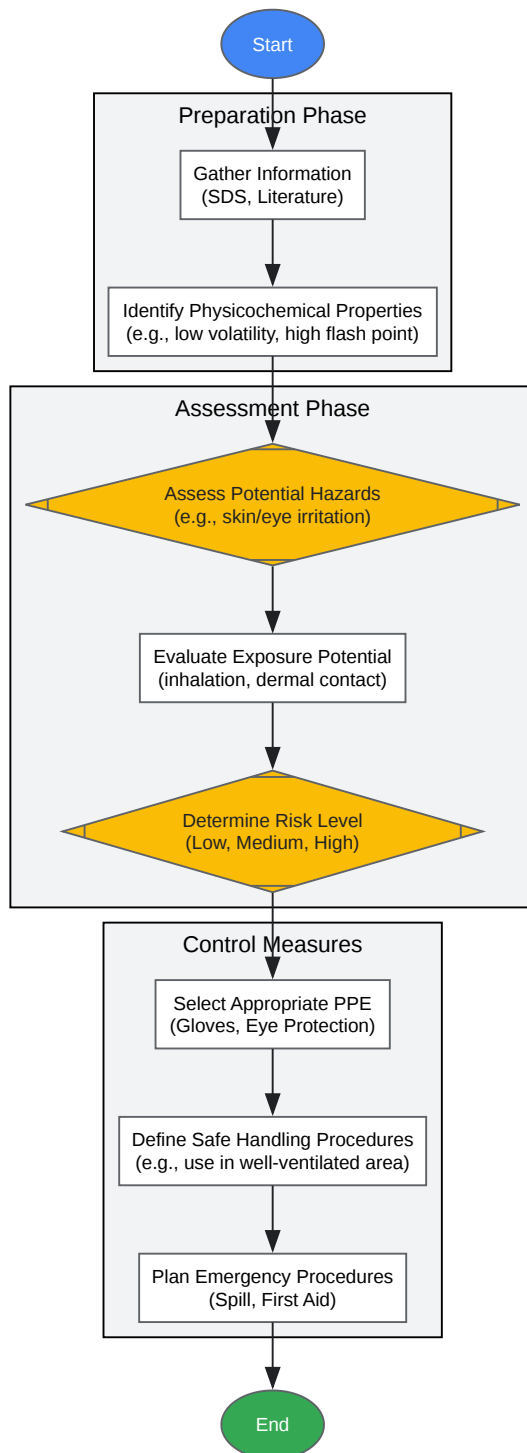 Start
Preparation Phase
Gather Information
(SDS, Literature)
Identify Physicochemical Properties
(e.g., low volatility, high flash point)
Assessment Phase
Assess Potential Hazards
(e.g., skin/eye irritation)
Evaluate Exposure Potential
(inhalation, dermal contact)
Determine Risk Level
(Low, Medium, High)
Control Measures
Select Appropriate PPE
(Gloves, Eye Protection)
Define Safe Handling Procedures
(e.g., use in well-ventilated area)
Plan Emergency Procedures
(Spill, First Aid)
End